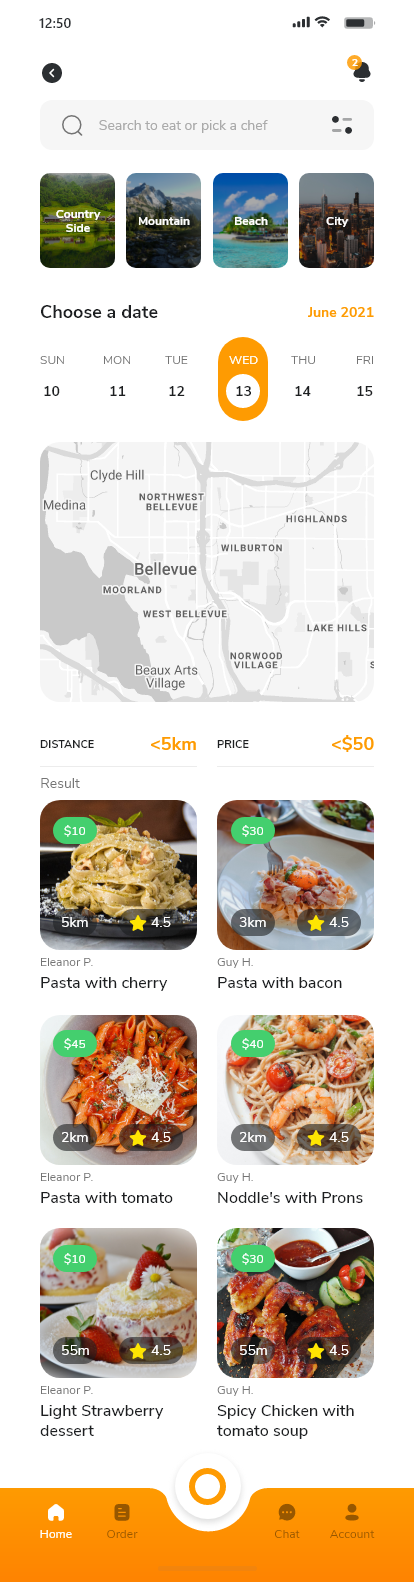 12:50
2
Search to eat or pick a chef
Country
Side
Mountain
Beach
City
Choose a date
June 2021
SUN MON TUE WED THU FRI
10 11 12 13 14 15
Clyde Hill
NORTHWEST
BELLEVUE
Medina
HIGHLANDS
WILBURTON
Bellevue
MOORLAND
WEST BELLEVUE
LAKE HILLS
NORWOOD
VILLAGE
S
Beaux Arts
Village
DISTANCE <5km
PRICE <$50
Result
$10
5km 4.5
Eleanor P.
Pasta with cherry
$30
3km 4.5
Guy H.
Pasta with bacon
$45
2km 4.5
Eleanor P.
Pasta with tomato
$40
2km 4.5
Guy H.
Noddle's with Prons
$10
55m 4.5
Eleanor P.
Light Strawberry
dessert
$30
55m 4.5
Guy H.
Spicy Chicken with
tomato soup
Home Order Chat Account